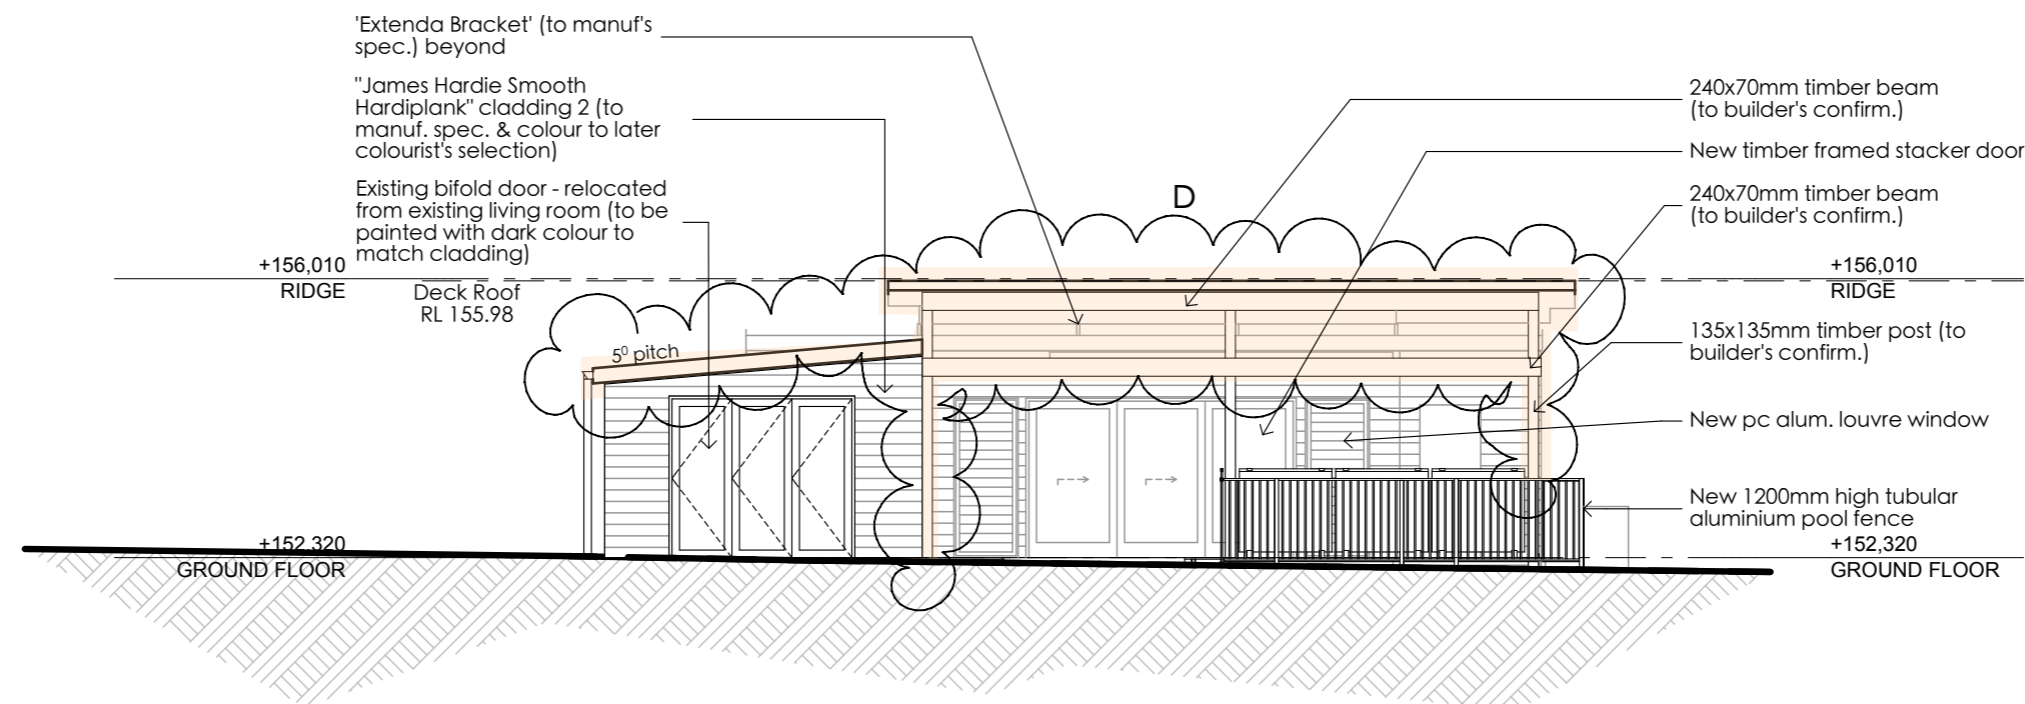 'Extenda Bracket' (to manuf's
spec.) beyond
"James Hardie Smooth
Hardiplank" cladding 2 (to
manuf. spec. & colour to later
colourist's selection)
Existing bifold door - relocated
from existing living room (to be
painted with dark colour to
match cladding)
+156,010
RIDGE
Deck Roof
RL 155.98
5⁰ pitch
D
+152,320
GROUND FLOOR
240x70mm timber beam
(to builder's confirm.)
New timber framed stacker door
240x70mm timber beam
(to builder's confirm.)
+156,010
RIDGE
135x135mm timber post (to
builder's confirm.)
New pc alum. louvre window
New 1200mm high tubular
aluminium pool fence
+152,320
GROUND FLOOR